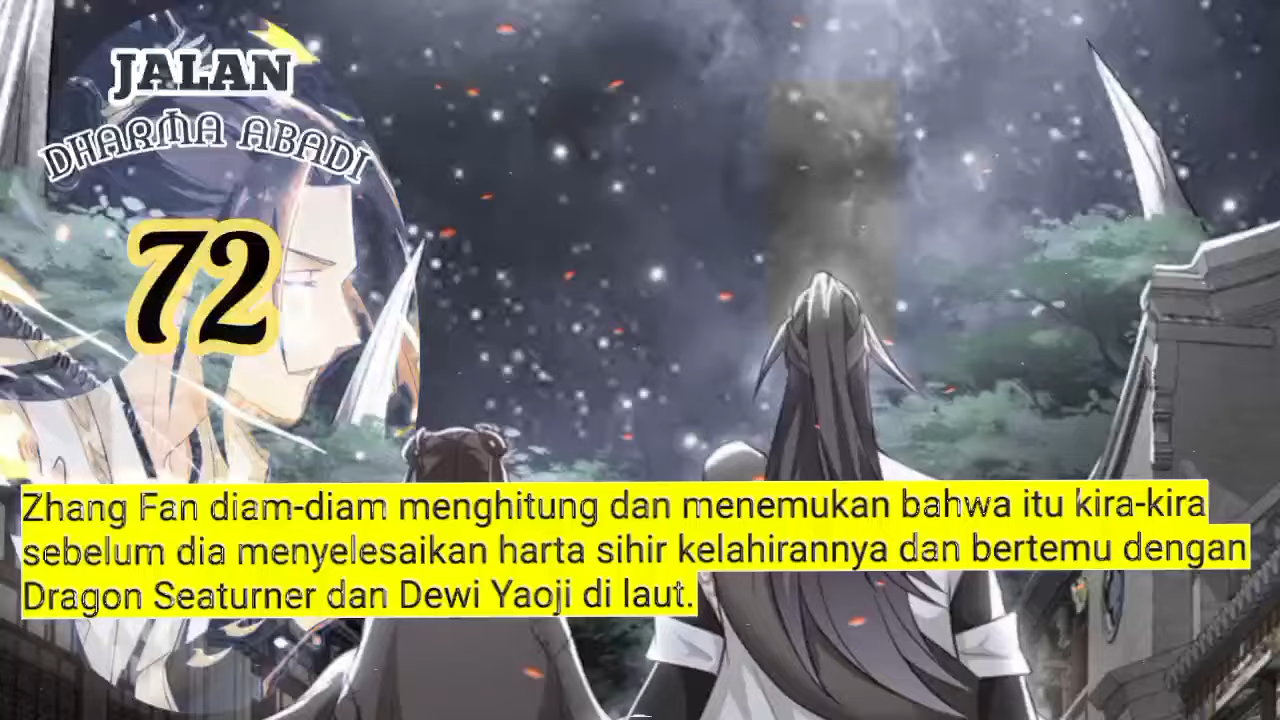 JALAN
DHARMA ABADI
72
Zhang Fan diam-diam menghitung dan menemukan bahwa itu kira-kira
sebelum dia menyelesaikan harta sihir kelahirannya dan bertemu dengan
Dragon Seaturner dan Dewi Yaoji di laut.